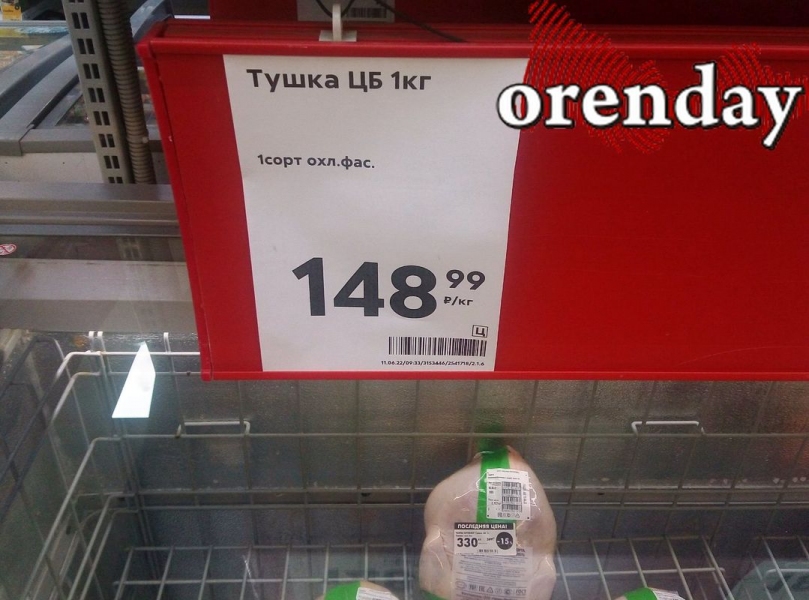 Тушка ЦБ 1кг
orenday
1сорт охл.фас.
148 99
₽/кг
Ц
ПОСЛЕДНЯЯ ЦЕНА!
330
-15%